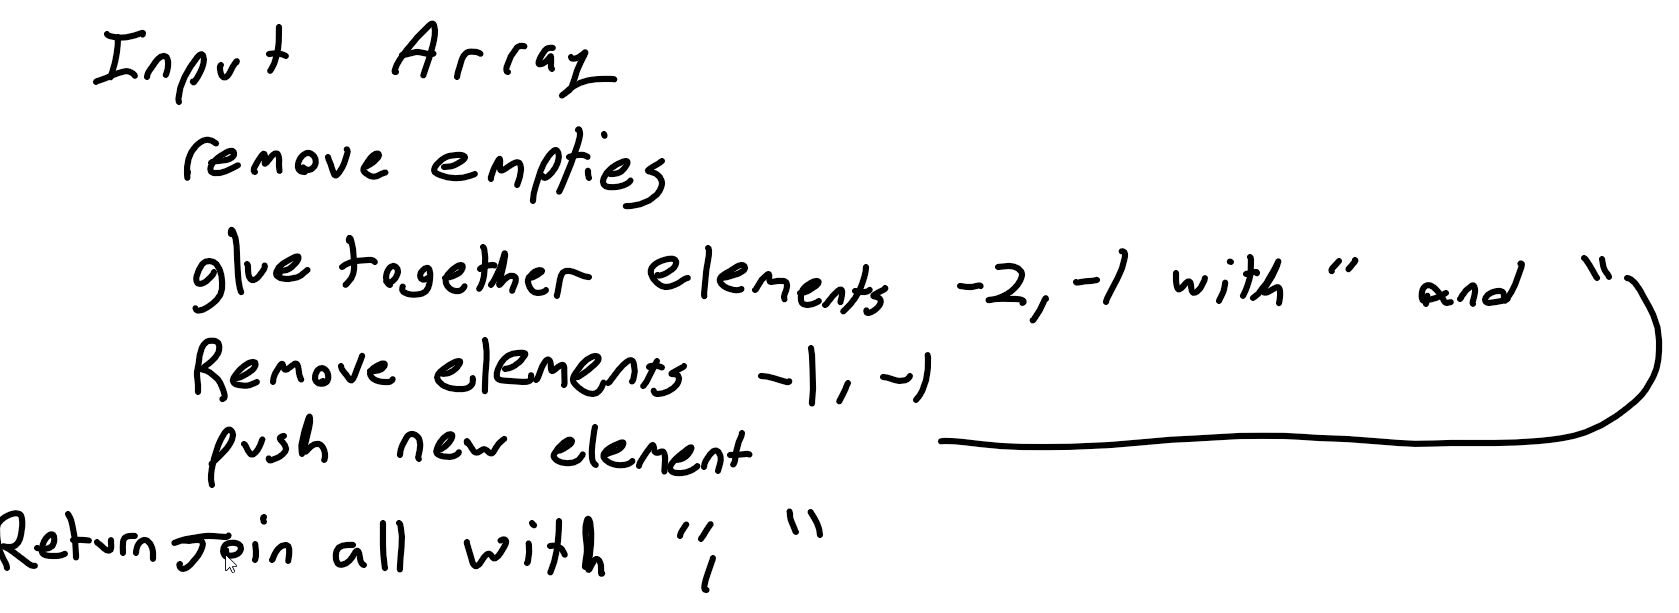 Input Array
remove empties
glue together elements -2, -1 with " and "
Remove elements -1, -1
push new element
Return Join all with ", "